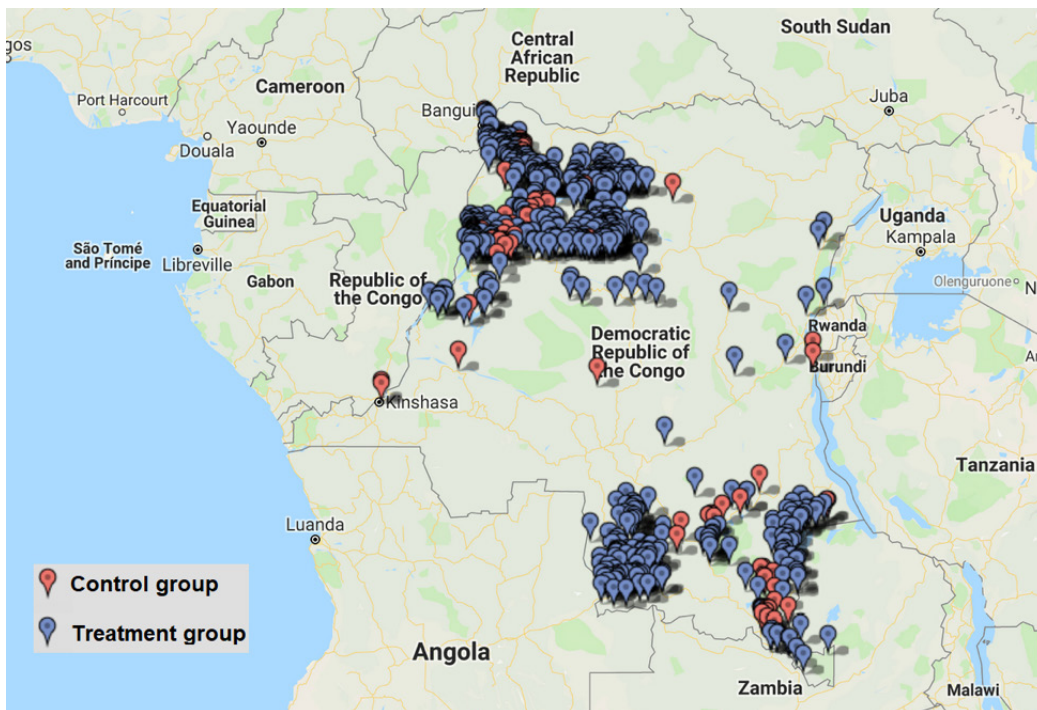 gos
South Sudan
Central
African
Republic
Cameroon
Port Harcourt
Bangui
Juba
Yaounde
Douala
Equatorial
Guinea
Uganda
Kampala
São Tomé
and Príncipe
Libreville
Gabon
Republic of
the Congo
Olenguruone
N
Rwanda
Democratic
Republic of
the Congo
Burundi
Kinshasa
Tanzania
Luanda
Control group
Treatment group
Angola
Zambia
Malawi